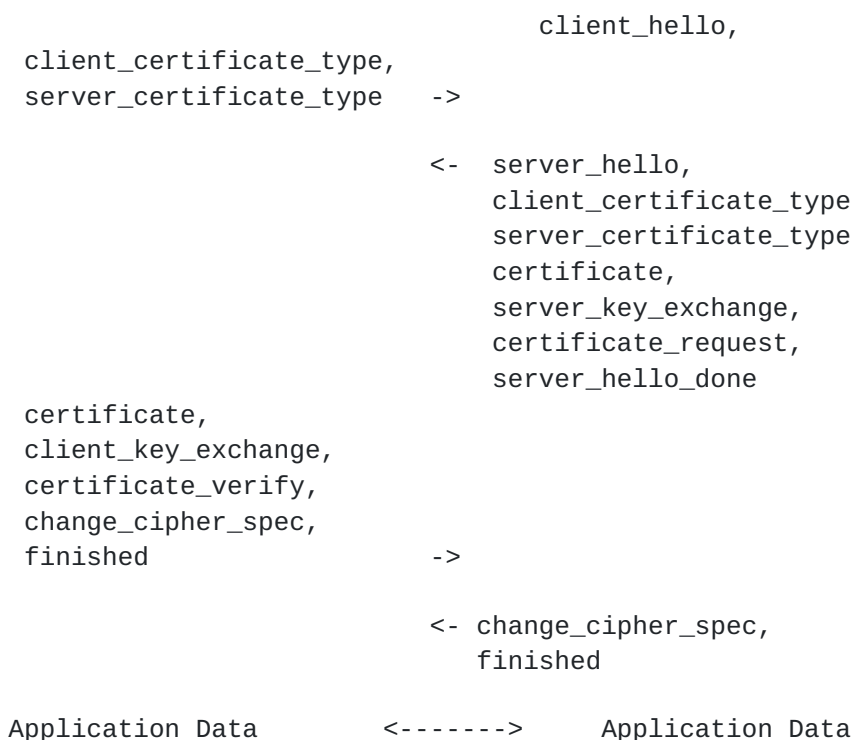 client_hello,
client_certificate_type,
server_certificate_type ->
<- server_hello,
client_certificate_type
server_certificate_type
certificate,
server_key_exchange,
certificate_request,
server_hello_done
certificate,
client_key_exchange,
certificate_verify,
change_cipher_spec,
finished ->
<- change_cipher_spec,
finished
Application Data <-------> Application Data